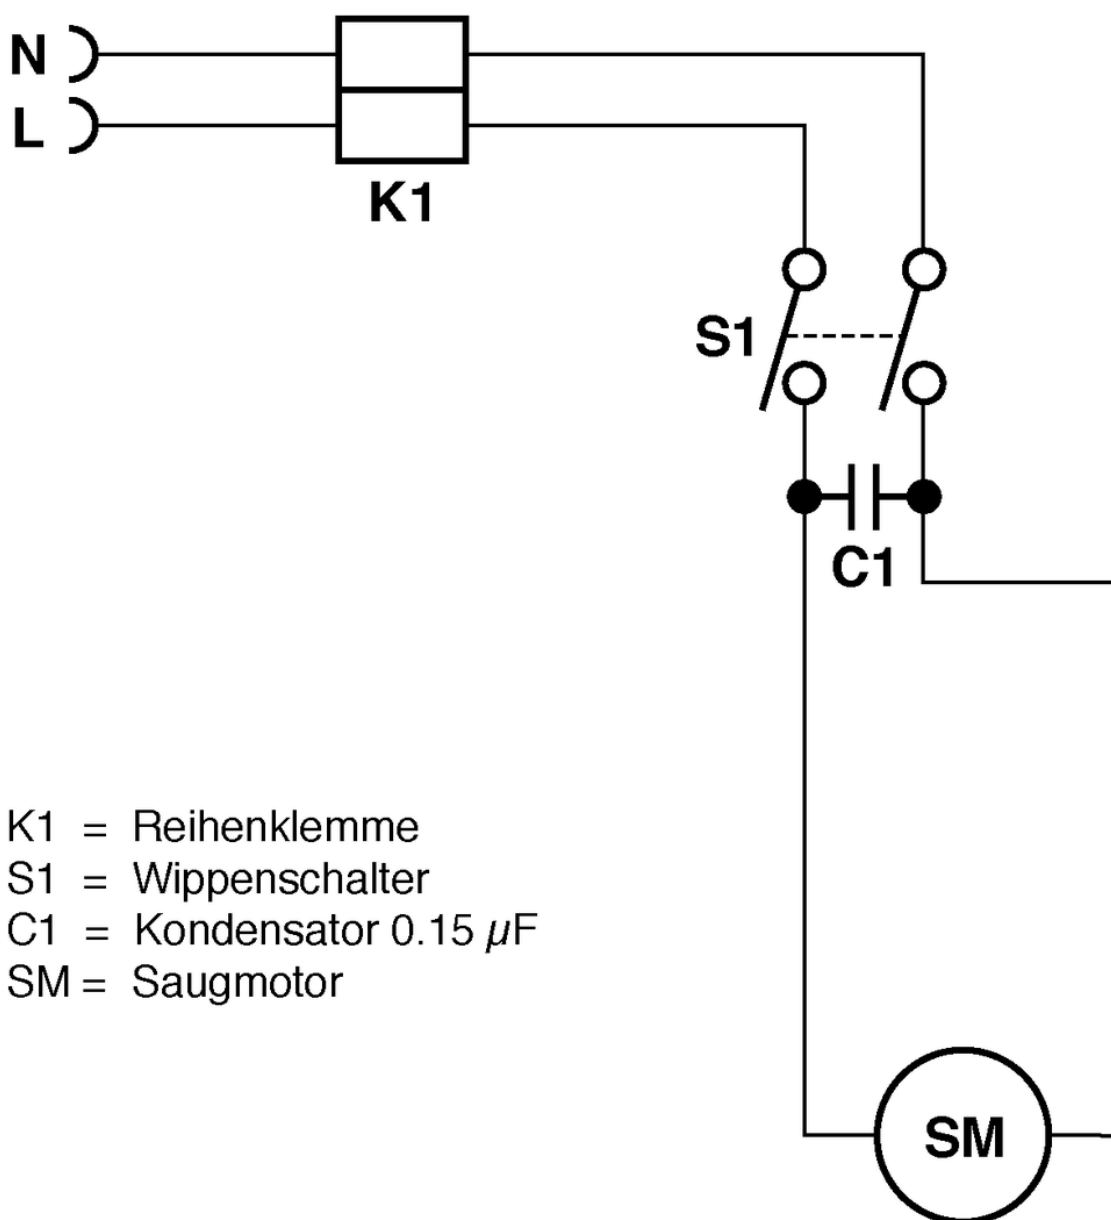 N
L
K1
S1
C1
K1 = Reihenklemme
S1 = Wippenschalter
C1 = Kondensator 0.15 µF
SM = Saugmotor
SM